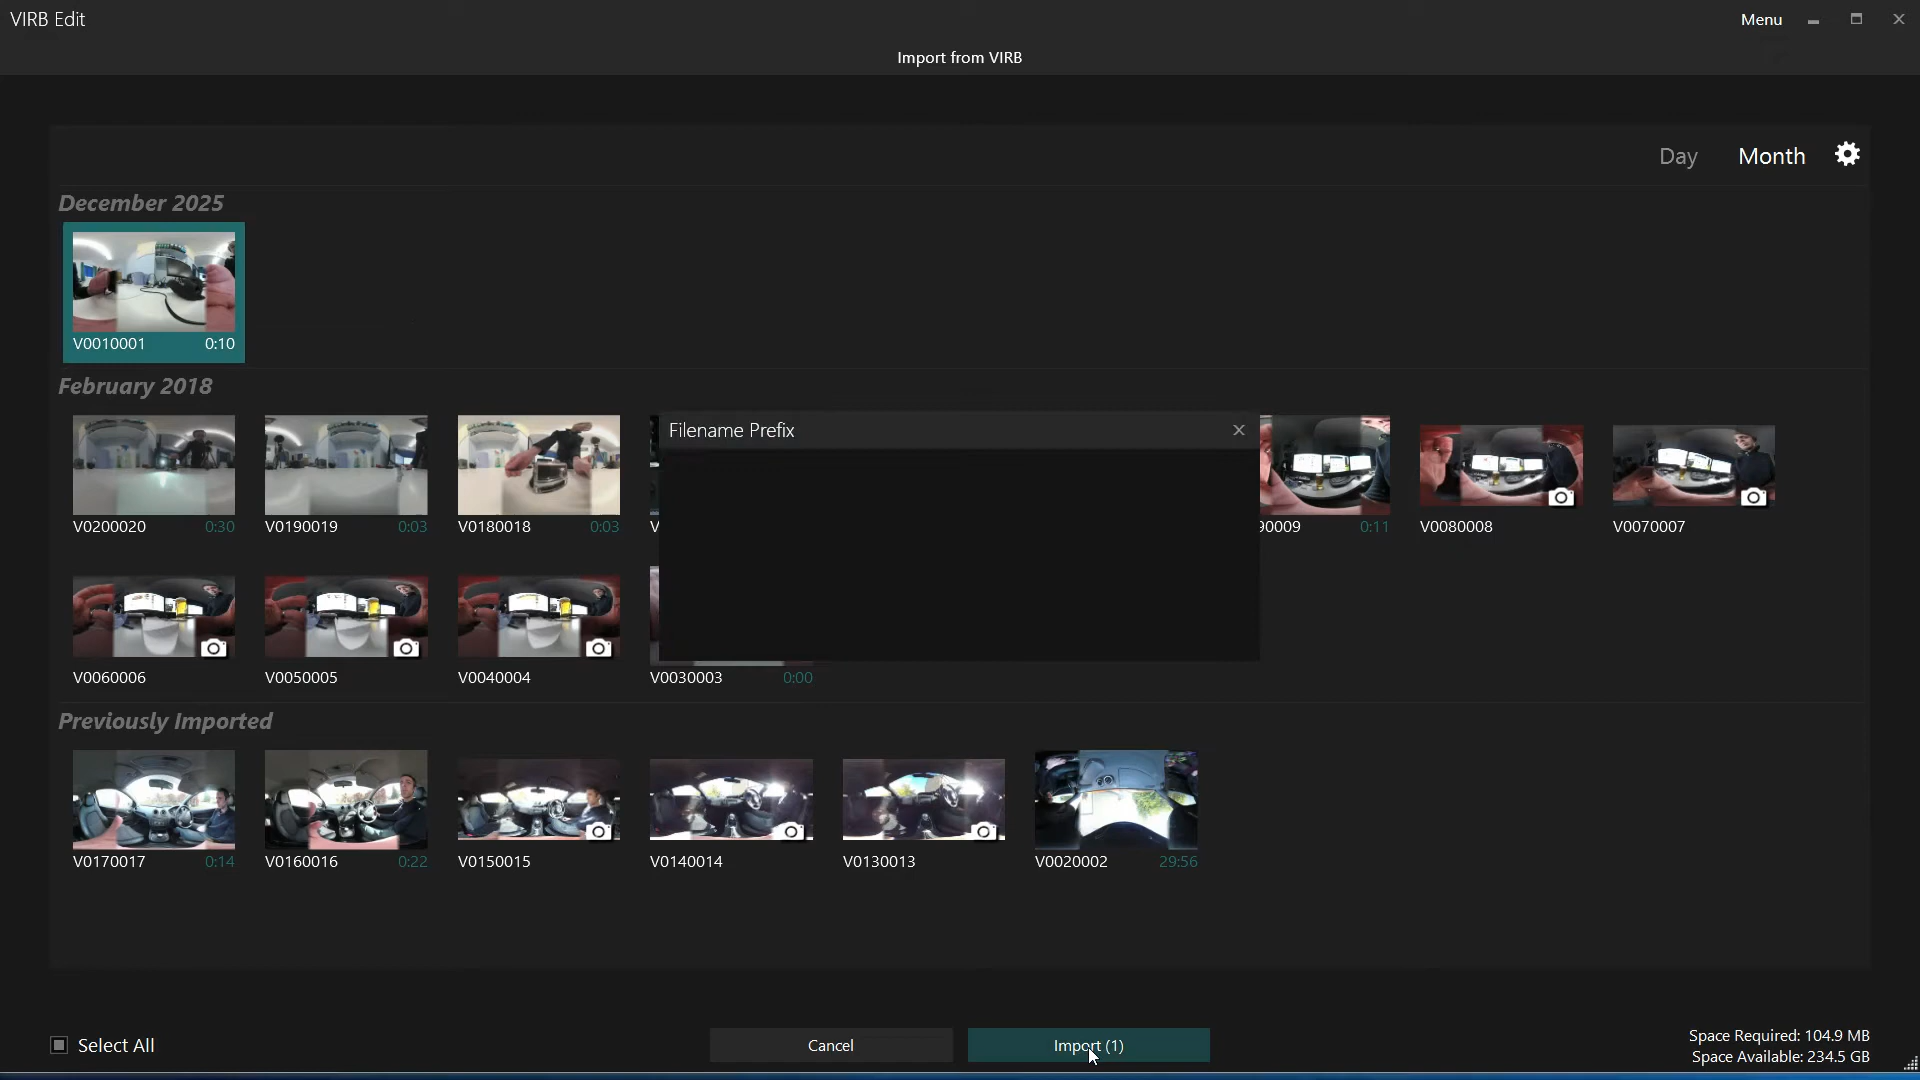 VIRB Edit
Menu
Import from VIRB
Day Month
December 2025
V0010001 0:10
February 2018
V0200020 0:30 V0190019 0:03 V0180018 0:03 V 90009 0:11 V0080008 V0070007
Filename Prefix
V0060006 V0050005 V0040004 V0030003 0:00
Previously Imported
V0170017 0:14 V0160016 0:22 V0150015 V0140014 V0130013 V0020002 29:56
Select All
Cancel
Import (1)
Space Required: 104.9 MB
Space Available: 234.5 GB